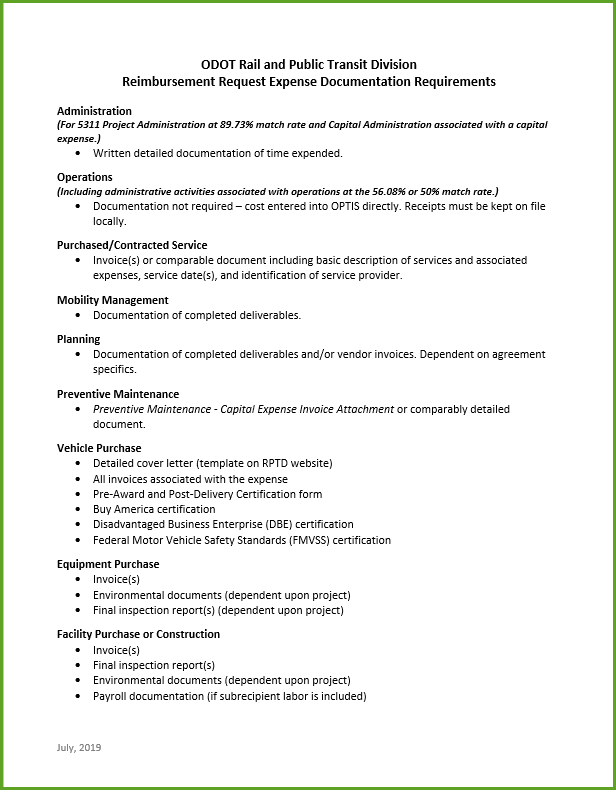 ODOT Rail and Public Transit Division
Reimbursement Request Expense Documentation Requirements
Administration
(For 5311 Project Administration at 89.73% match rate and Capital Administration associated with a capital
expense.)
• Written detailed documentation of time expended.
Operations
(Including administrative activities associated with operations at the 56.08% or 50% match rate.)
• Documentation not required – cost entered into OPTIS directly. Receipts must be kept on file
locally.
Purchased/Contracted Service
• Invoice(s) or comparable document including basic description of services and associated
expenses, service date(s), and identification of service provider.
Mobility Management
• Documentation of completed deliverables.
Planning
• Documentation of completed deliverables and/or vendor invoices. Dependent on agreement
specifics.
Preventive Maintenance
• Preventive Maintenance - Capital Expense Invoice Attachment or comparably detailed
document.
Vehicle Purchase
• Detailed cover letter (template on RPTD website)
• All invoices associated with the expense
• Pre-Award and Post-Delivery Certification form
• Buy America certification
• Disadvantaged Business Enterprise (DBE) certification
• Federal Motor Vehicle Safety Standards (FMVSS) certification
Equipment Purchase
• Invoice(s)
• Environmental documents (dependent upon project)
• Final inspection report(s) (dependent upon project)
Facility Purchase or Construction
• Invoice(s)
• Final inspection report(s)
• Environmental documents (dependent upon project)
• Payroll documentation (if subrecipient labor is included)
July, 2019